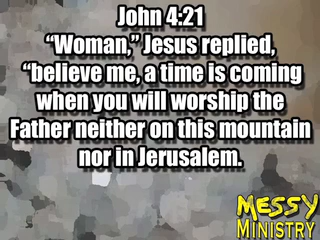 John 4:21
“Woman,” Jesus replied,
“believe me, a time is coming
when you will worship the
Father neither on this mountain
nor in Jerusalem.
MESSY
MINISTRY